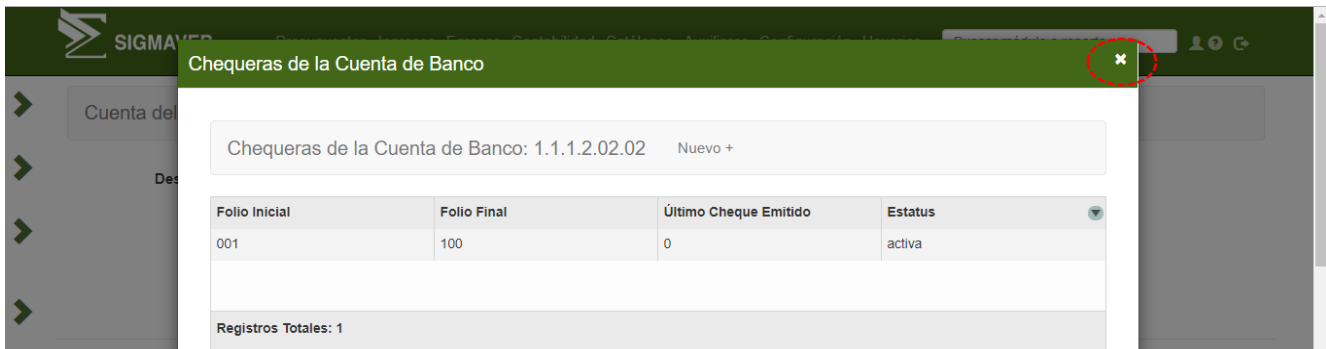 SIGMAVER
Chequeras de la Cuenta de Banco
Cuenta del
Chequeras de la Cuenta de Banco: 1.1.1.2.02.02 Nuevo +
Des
Folio Inicial Folio Final Último Cheque Emitido Estatus
001 100 0 activa
Registros Totales: 1